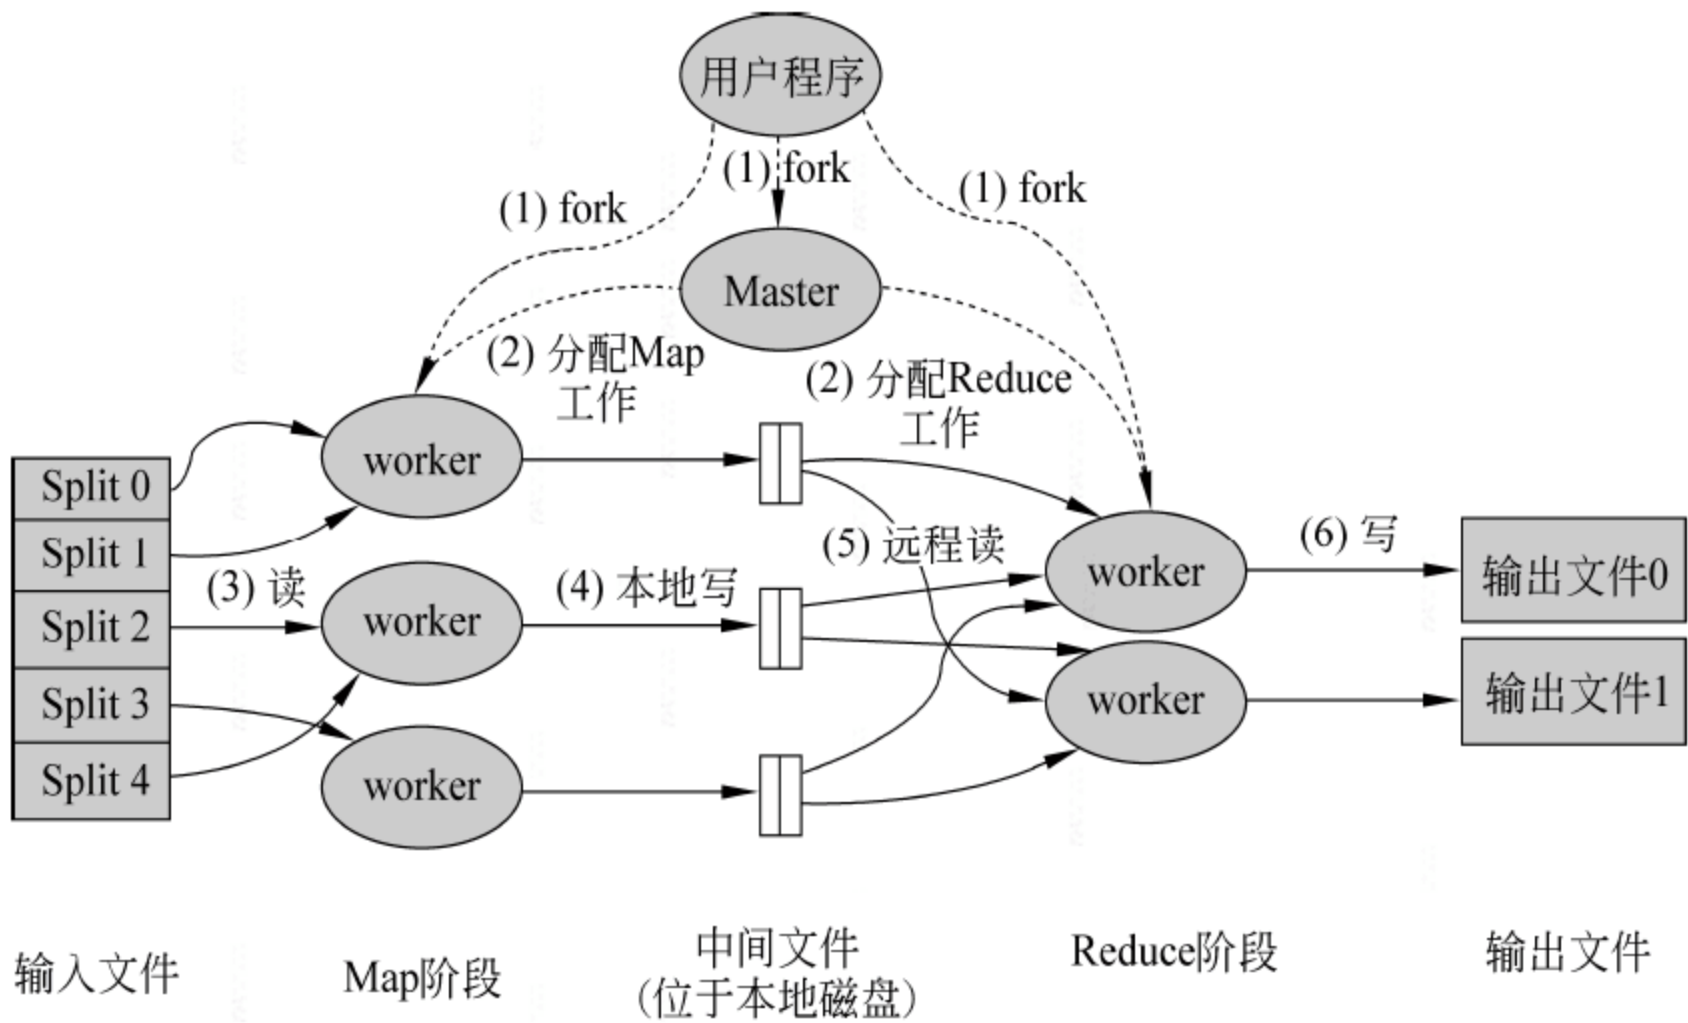 用户程序
(1) fork
(1) fork
(1) fork
Master
(2) 分配Map
工作
(2) 分配Reduce
工作
worker
Split 0
Split 1
Split 2
Split 3
Split 4
(3) 读
worker
(4) 本地写
(5) 远程读
worker
(6) 写
输出文件0
worker
输出文件1
worker
输入文件
Map阶段
中间文件
(位于本地磁盘)
Reduce阶段
输出文件